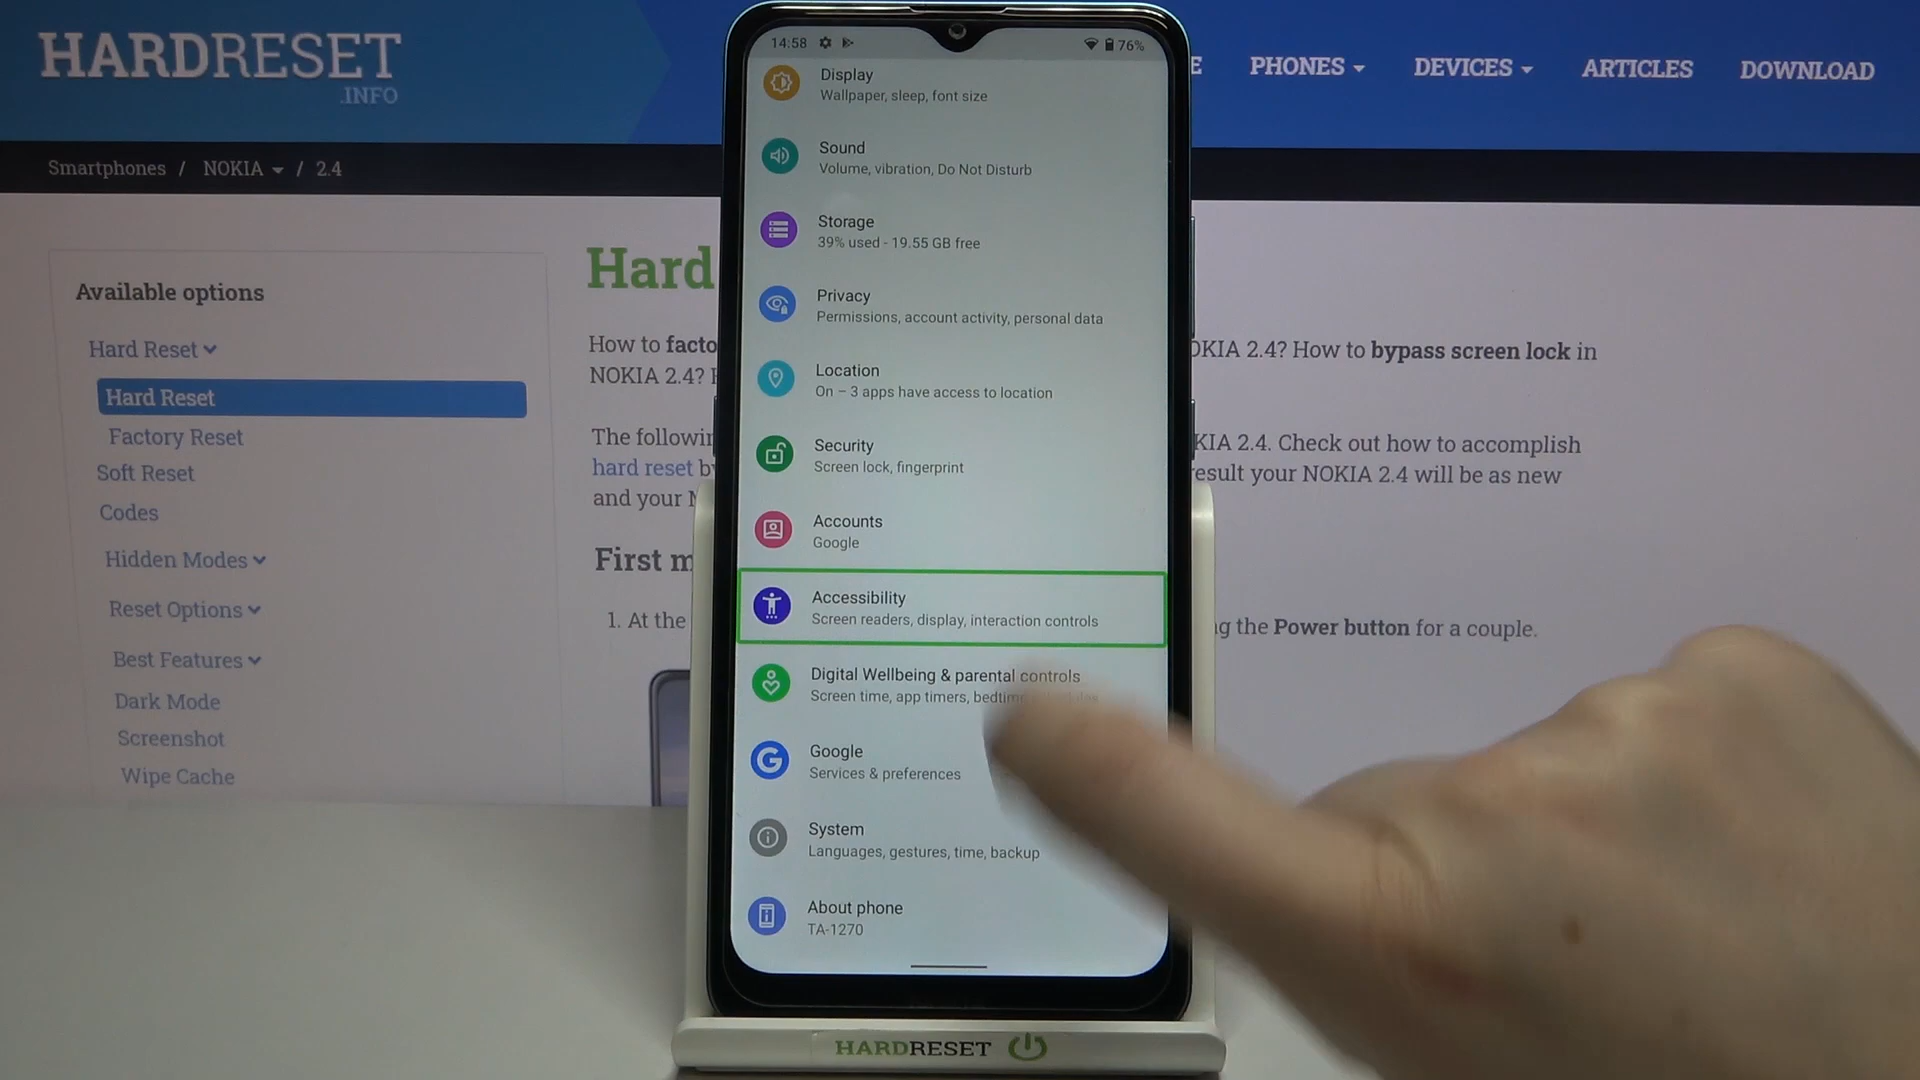 HARDRESET
.INFO
PHONES
DEVICES
ARTICLES
DOWNLOAD
Smartphones / NOKIA / 2.4
Available options
Hard Reset
Hard Reset
Factory Reset
Soft Reset
Codes
Hidden Modes
Reset Options
Best Features
Dark Mode
Screenshot
Wipe Cache
Hard
How to facto
NOKIA 2.4? How to bypass screen lock in
NOKIA 2.4?
The followin
KIA 2.4. Check out how to accomplish
hard reset b
esult your NOKIA 2.4 will be as new
and your
First m
1. At the
g the Power button for a couple.
14:58
76%
Display
Wallpaper, sleep, font size
Sound
Volume, vibration, Do Not Disturb
Storage
39% used - 19.55 GB free
Privacy
Permissions, account activity, personal data
Location
On – 3 apps have access to location
Security
Screen lock, fingerprint
Accounts
Google
Accessibility
Screen readers, display, interaction controls
Digital Wellbeing & parental controls
Screen time, app timers, bedtime
Google
Services & preferences
System
Languages, gestures, time, backup
About phone
TA-1270
HARDRESET